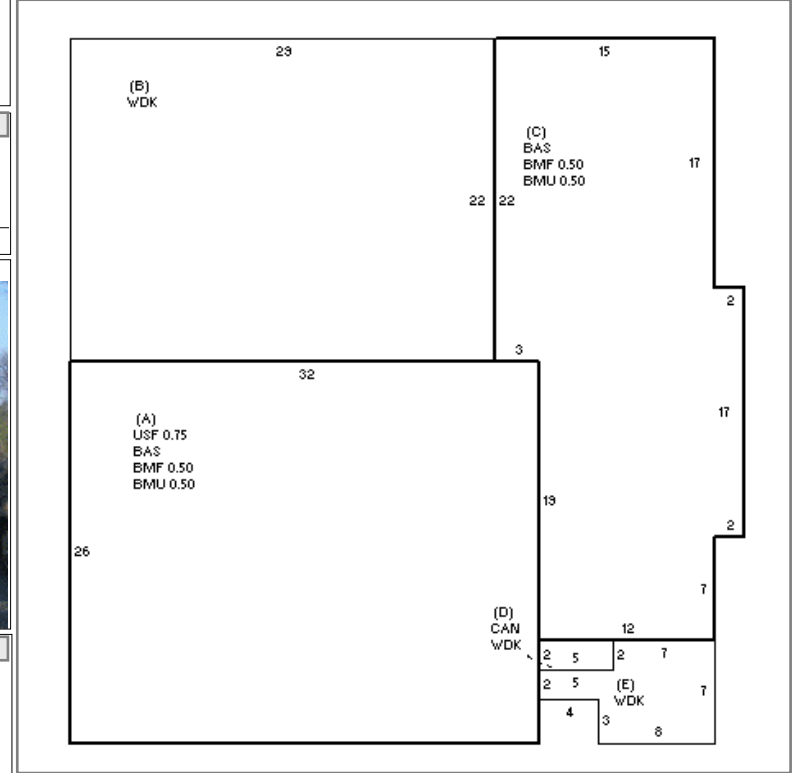 29
15
(B)
WDK
(C)
BAS
BMF 0.50
BMU 0.50
17
22
22
2
3
32
17
(A)
USF 0.75
BAS
BMF 0.50
BMU 0.50
19
2
26
7
(D)
CAN
WDK
12
2
5
2
7
2
5
(E)
WDK
7
4
3
8